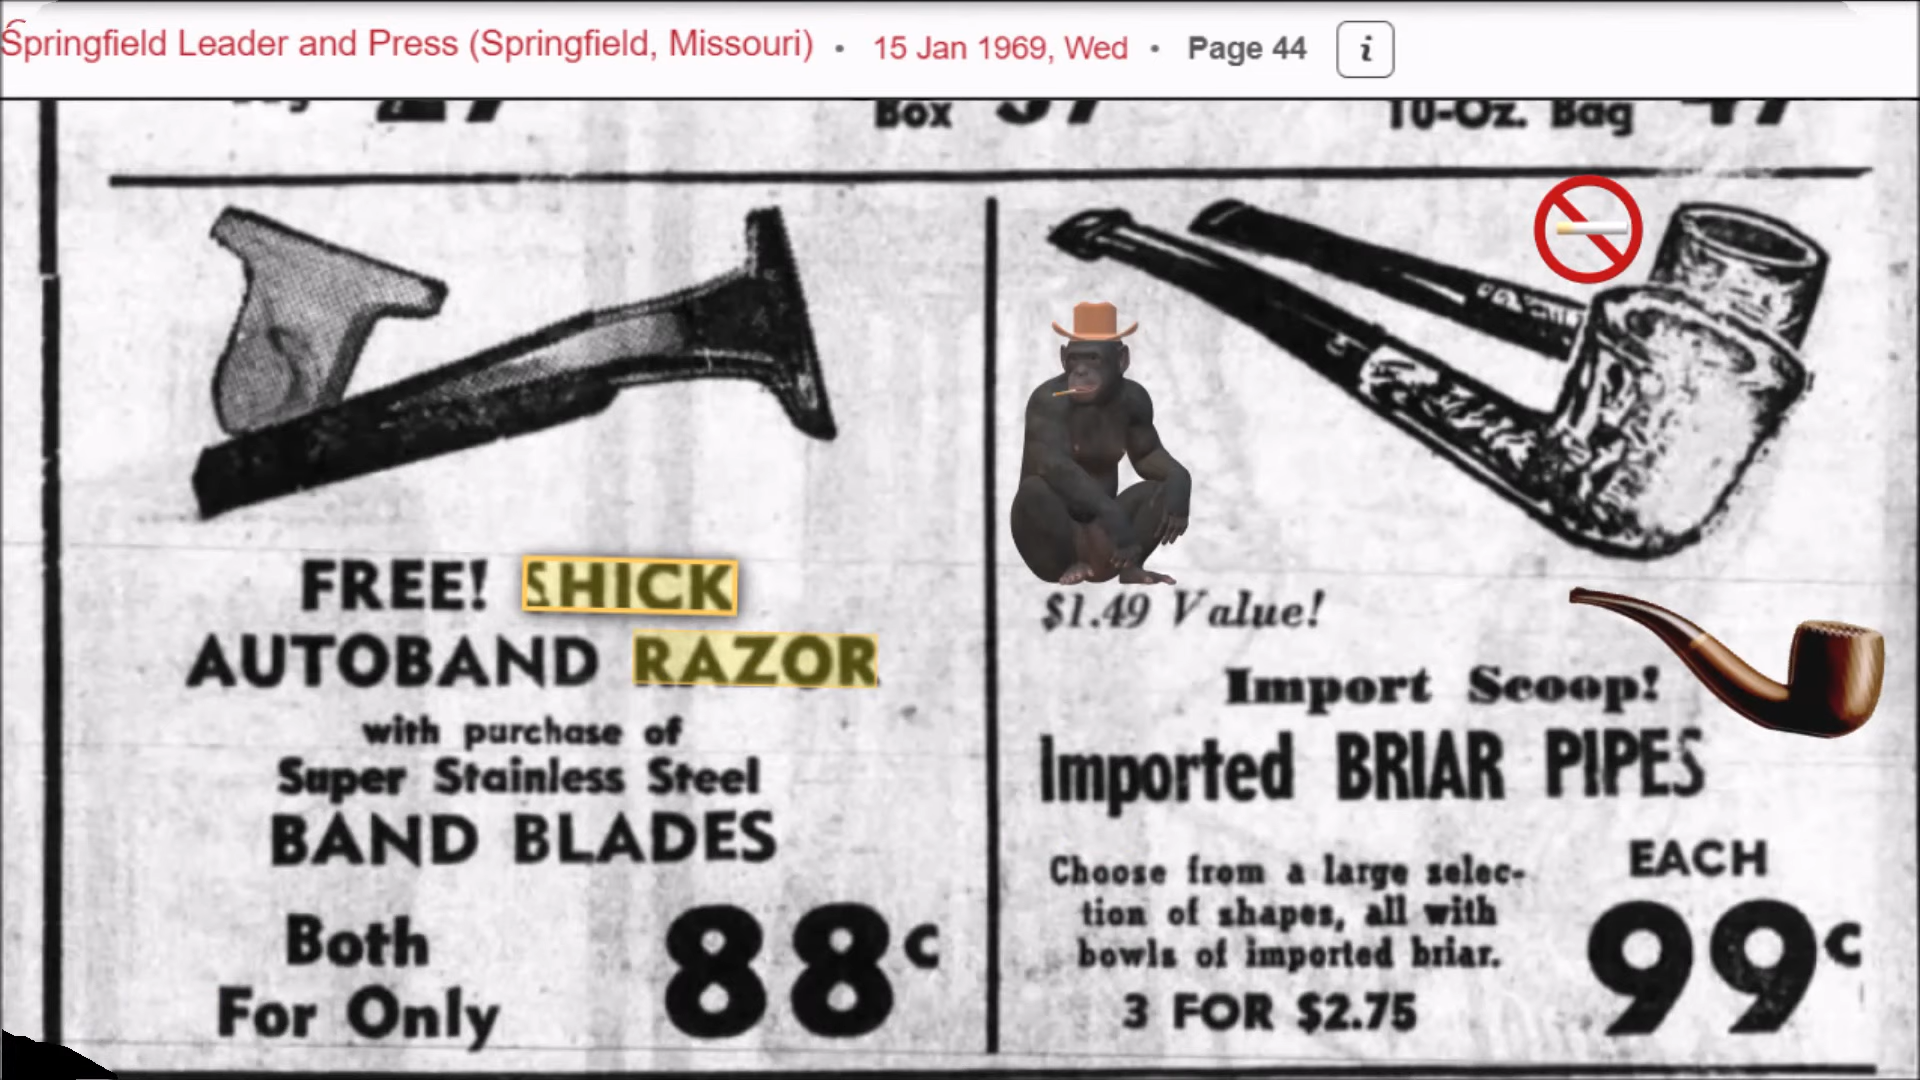 Springfield Leader and Press (Springfield, Missouri) · 15 Jan 1969, Wed · Page 44 i
Box 10-Oz. Bag
FREE! SHICK
AUTOBAND RAZOR
with purchase of
Super Stainless Steel
BAND BLADES
Both
For Only
88c
$1.49 Value!
Import Scoop!
Imported BRIAR PIPES
Choose from a large selec-
tion of shapes, all with
bowls of imported briar.
3 FOR $2.75
EACH
99c